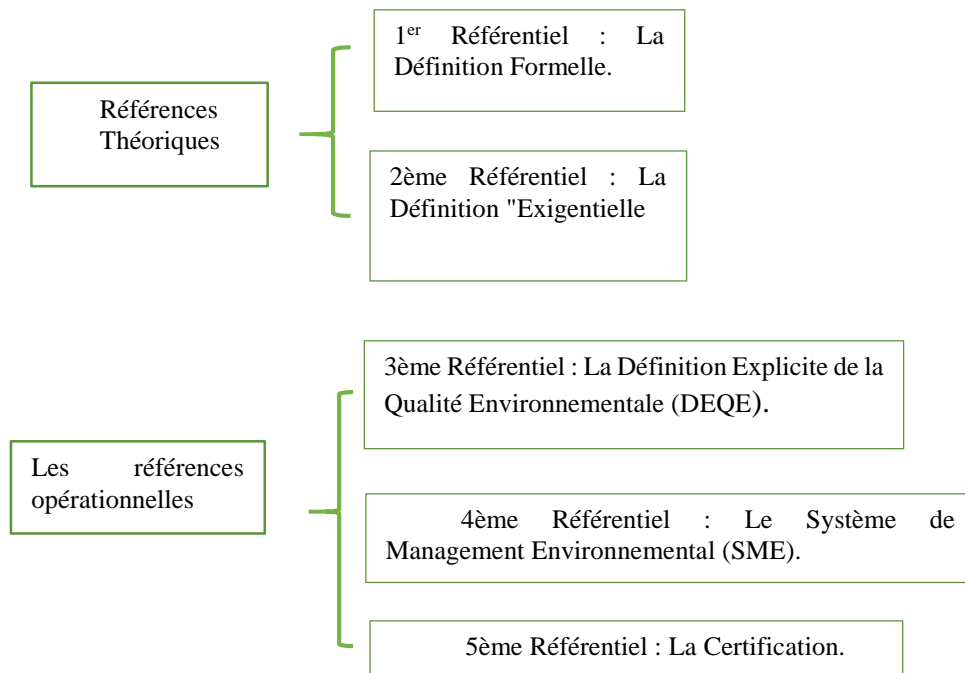 Références
Théoriques
1er Référentiel : La
Définition Formelle.
2ème Référentiel : La
Définition "Exigentielle
Les références
opérationnelles
3ème Référentiel : La Définition Explicite de la
Qualité Environnementale (DEQE).
4ème Référentiel : Le Système de
Management Environnemental (SME).
5ème Référentiel : La Certification.